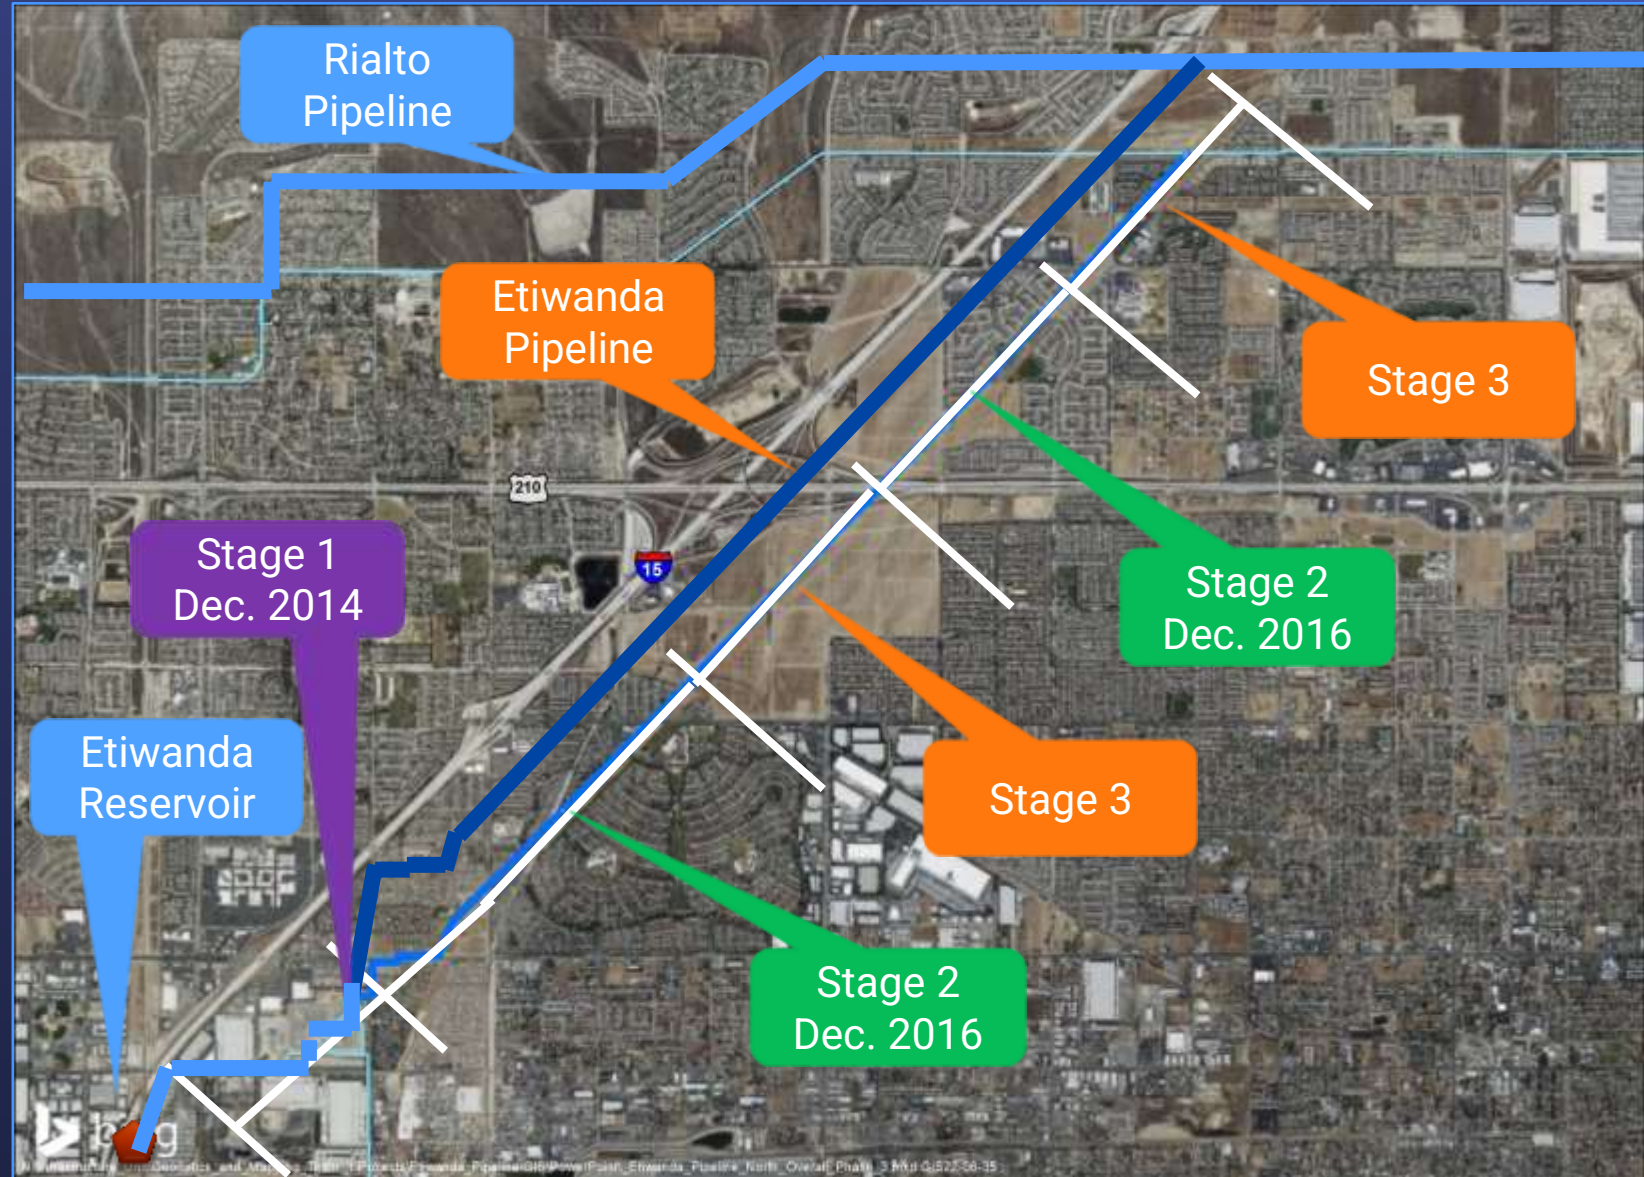 Rialto
Pipeline
Etiwanda
Pipeline
Stage 3
210
15
Stage 1
Dec. 2014
Stage 2
Dec. 2016
Etiwanda
Reservoir
Stage 3
Stage 2
Dec. 2016